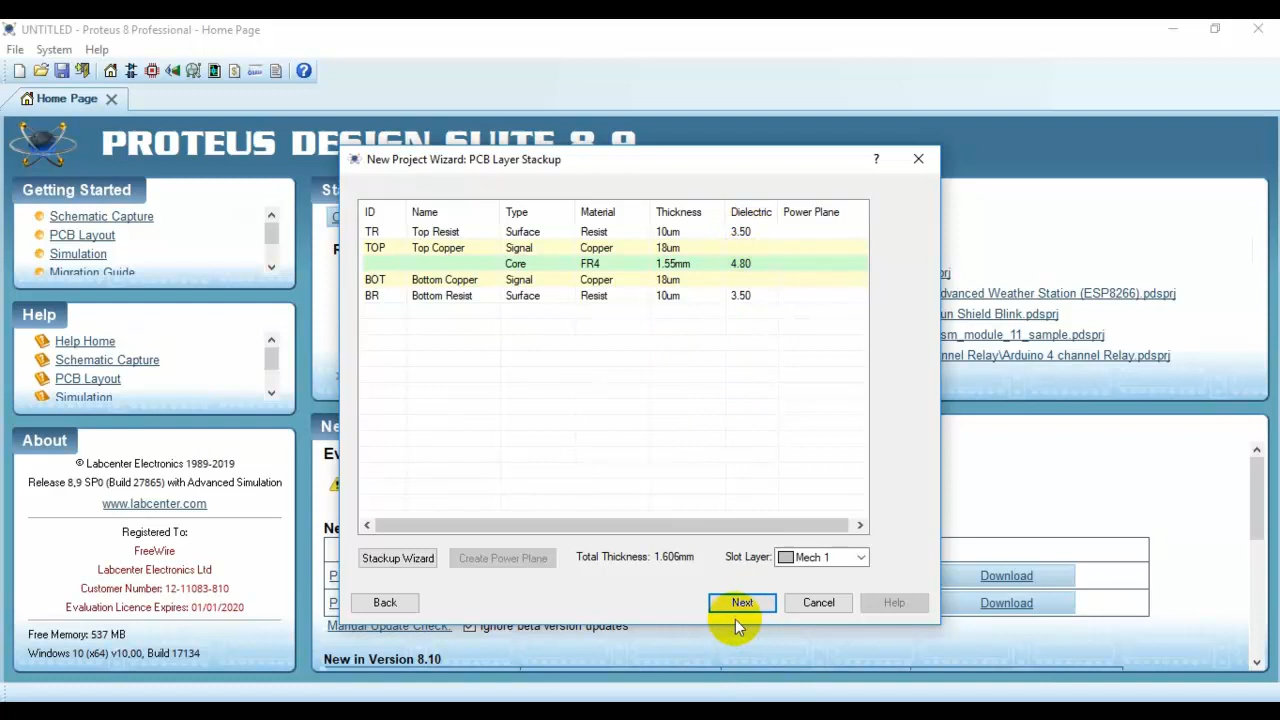 UNTITLED - Proteus 8 Professional - Home Page
File System Help
Home Page
PROTEUS DESIGN SUITE 8.9
Getting Started
Schematic Capture
PCB Layout
Simulation
Migration Guide
Help
Help Home
Schematic Capture
PCB Layout
Simulation
About
© Labcenter Electronics 1989-2019
Release 8.9 SP0 (Build 27865) with Advanced Simulation
www.labcenter.com
Registered To:
FreeWire
Labcenter Electronics Ltd
Customer Number: 12-11083-810
Evaluation Licence Expires: 01/01/2020
Free Memory: 537 MB
Windows 10 (x64) v10.00, Build 17134
New Project Wizard: PCB Layer Stackup
ID Name Type Material Thickness Dielectric Power Plane
TR Top Resist Surface Resist 10um 3.50
TOP Top Copper Signal Copper 18um
Core FR4 1.55mm 4.80
BOT Bottom Copper Signal Copper 18um
BR Bottom Resist Surface Resist 10um 3.50
Stackup Wizard Create Power Plane Total Thickness: 1.606mm Slot Layer: Mech 1
Back Next Cancel Help
prj
dvanced Weather Station (ESP8266).pdsprj
un Shield Blink.pdsprj
sm_module_11_sample.pdsprj
nnel Relay\Arduino 4 channel Relay.pdsprj
Download
Download
Manual Update Check. Ignore beta version updates
New in Version 8.10